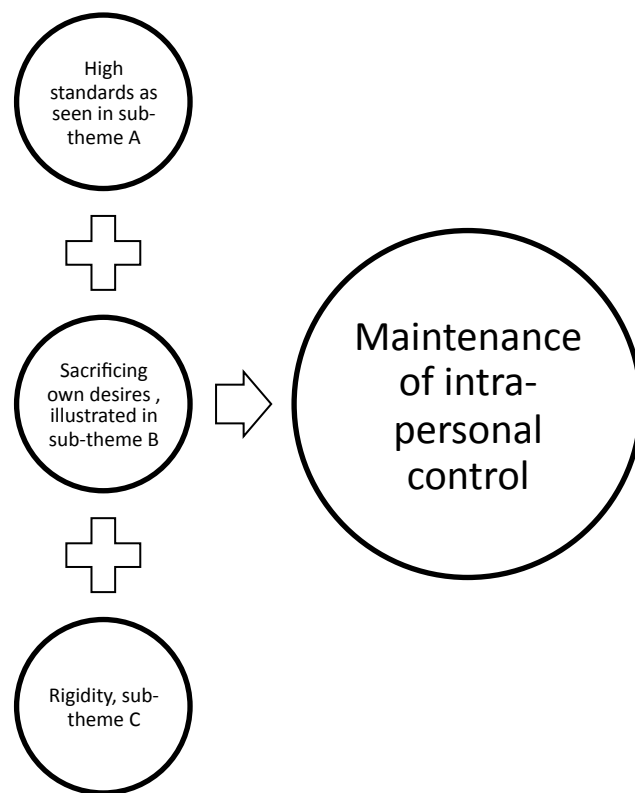 High
standards as
seen in sub-
theme A
Sacrificing
own desires ,
illustrated in
sub-theme B
Rigidity, sub-
theme C
Maintenance
of intra-
personal
control